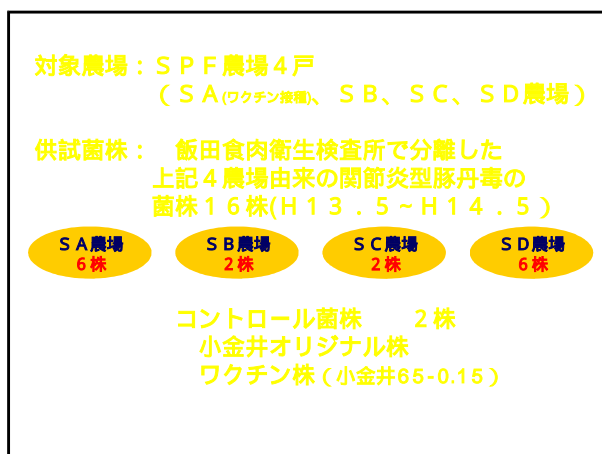 対象農場：ＳＰＦ農場４戸
（ＳＡ(ワクチン接種)、ＳＢ、ＳＣ、ＳＤ農場）
供試菌株： 飯田食肉衛生検査所で分離した
上記４農場由来の関節炎型豚丹毒の
菌株１６株(Ｈ１３．５~Ｈ１４．５)
ＳＡ農場 ＳＢ農場 ＳＣ農場 ＳＤ農場
６株 ２株 ２株 ６株
コントロール菌株 ２株
小金井オリジナル株
ワクチン株（小金井65-0.15）